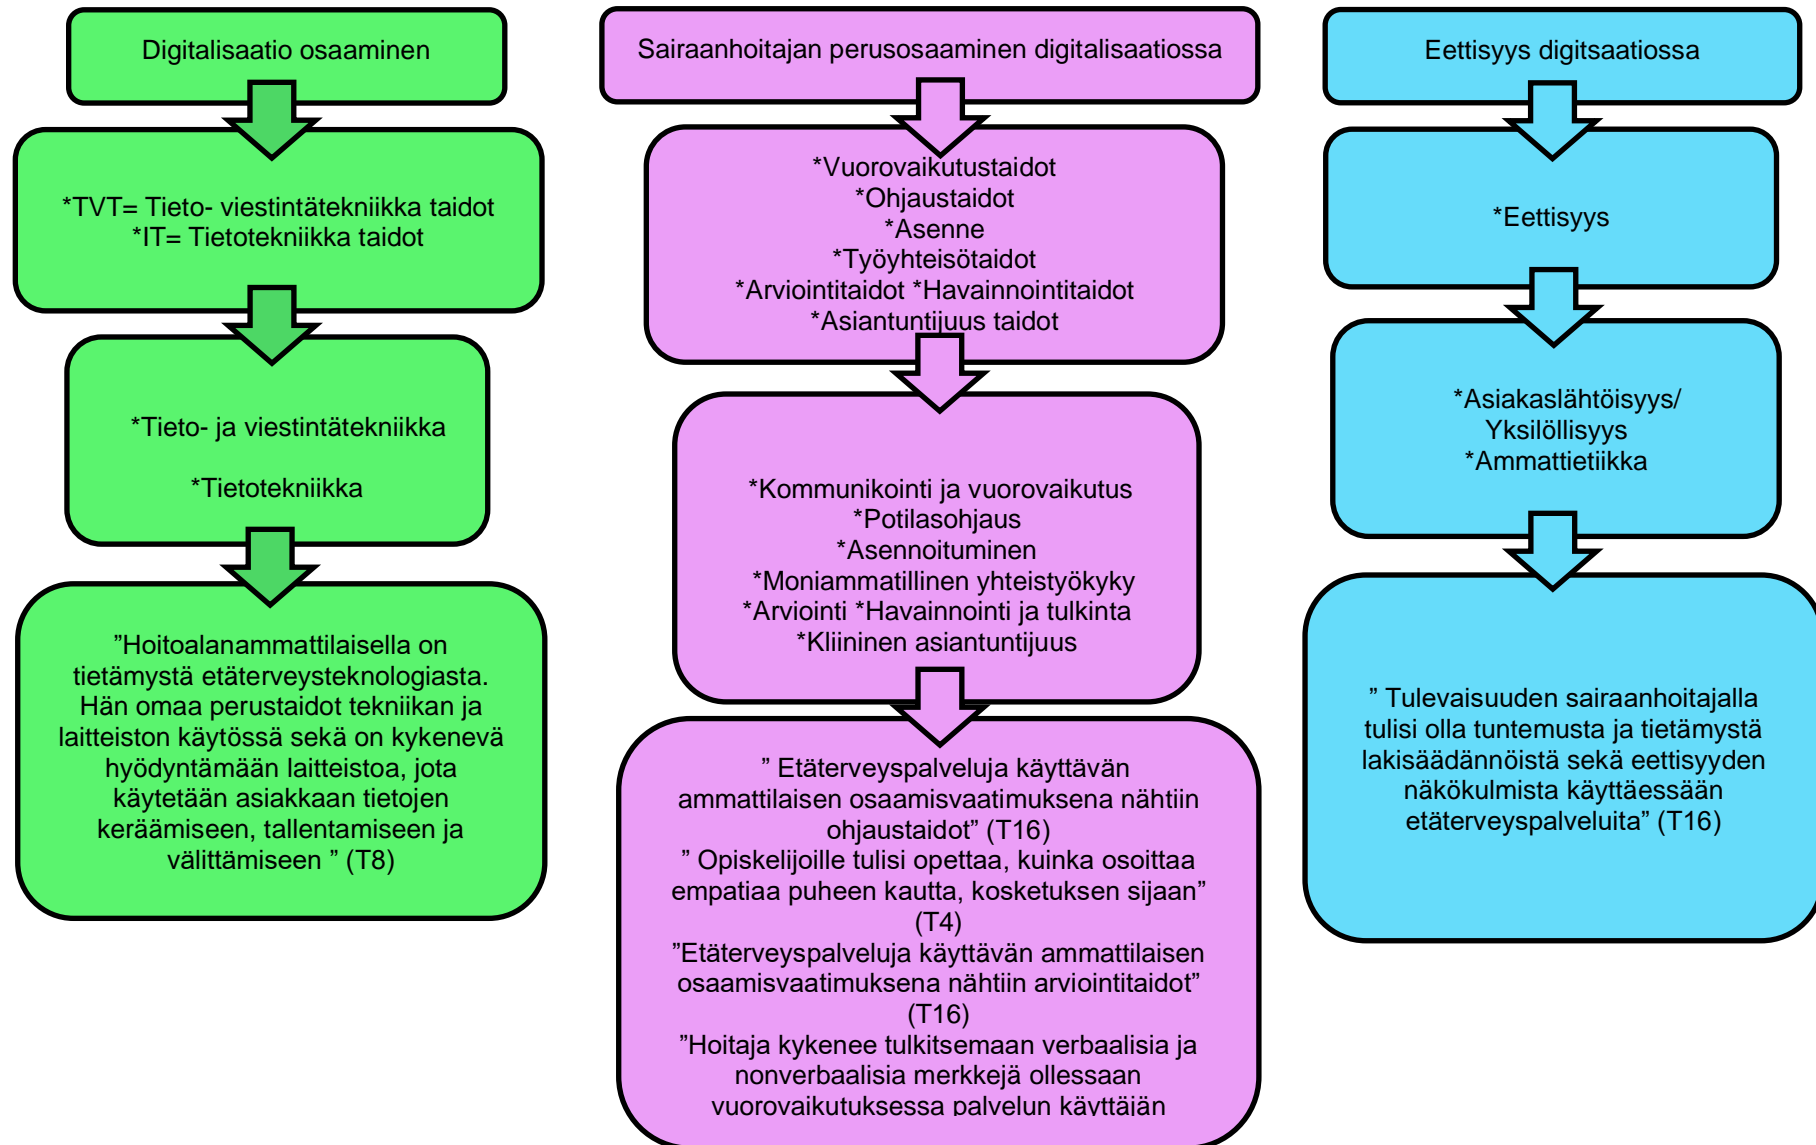 Digitalisaatio osaaminen
*TVT= Tieto- viestintätekniikka taidot
*IT= Tietotekniikka taidot
*Tieto- ja viestintätekniikka
*Tietotekniikka
”Hoitoalanammattilaisella on
tietämystä etäterveysteknologiasta.
Hän omaa perustaidot tekniikan ja
laitteiston käytössä sekä on kykenevä
hyödyntämään laitteistoa, jota
käytetään asiakkaan tietojen
keräämiseen, tallentamiseen ja
välittämiseen ” (T8)
Sairaanhoitajan perusosaaminen digitalisaatiossa
*Vuorovaikutustaidot
*Ohjaustaidot
*Asenne
*Työyhteisötaidot
*Arviointitaidot *Havainnointitaidot
*Asiantuntijuus taidot
*Kommunikointi ja vuorovaikutus
*Potilasohjaus
*Asennoituminen
*Moniammatillinen yhteistyökyky
*Arviointi *Havainnointi ja tulkinta
*Kliininen asiantuntijuus
” Etäterveyspalveluja käyttävän
ammattilaisen osaamisvaatimuksena nähtiin
ohjaustaidot” (T16)
” Opiskelijoille tulisi opettaa, kuinka osoittaa
empatiaa puheen kautta, kosketuksen sijaan”
(T4)
”Etäterveyspalveluja käyttävän ammattilaisen
osaamisvaatimuksena nähtiin arviointitaidot”
(T16)
”Hoitaja kykenee tulkitsemaan verbaalisia ja
nonverbaalisia merkkejä ollessaan
vuorovaikutuksessa palvelun käyttäjän
Eettisyys digitsaatiossa
*Eettisyys
*Asiakaslähtöisyys/
Yksilöllisyys
*Ammattietiikka
” Tulevaisuuden sairaanhoitajalla
tulisi olla tuntemusta ja tietämystä
lakisäädännöistä sekä eettisyyden
näkökulmista käyttäessään
etäterveyspalveluita” (T16)